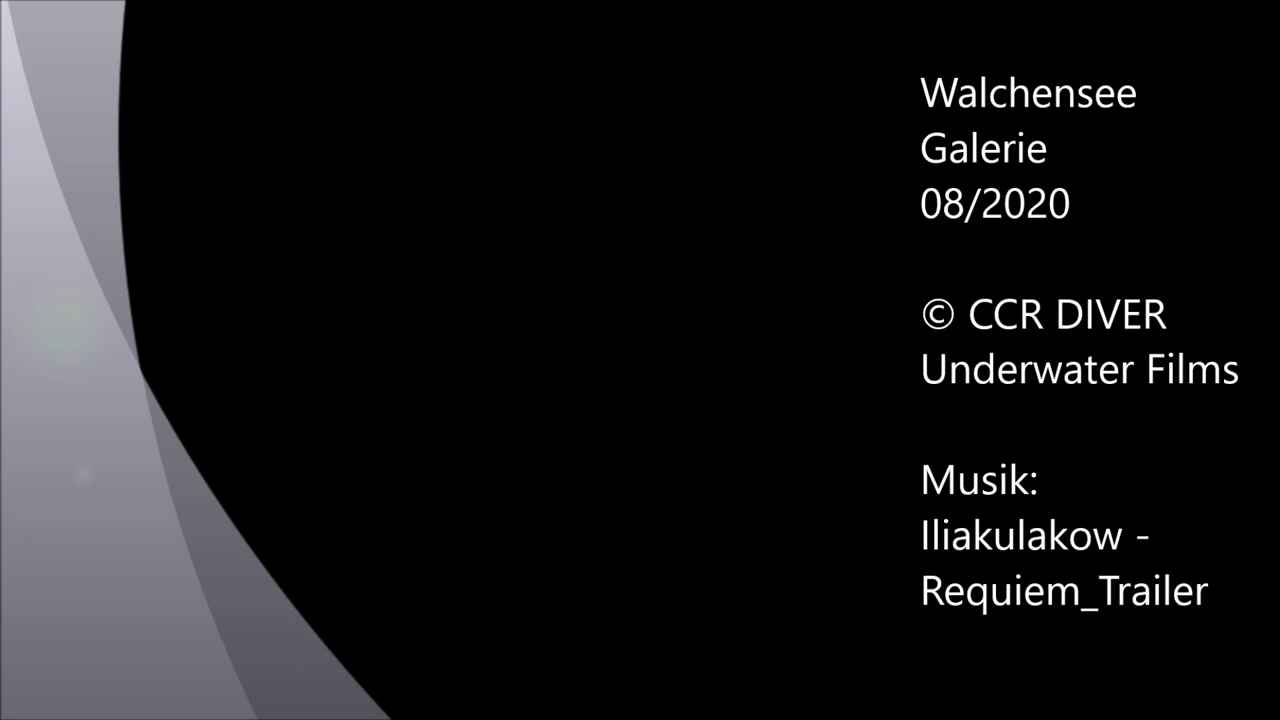 Walchensee
Galerie
08/2020
© CCR DIVER
Underwater Films
Musik:
Iliakulakow -
Requiem_Trailer